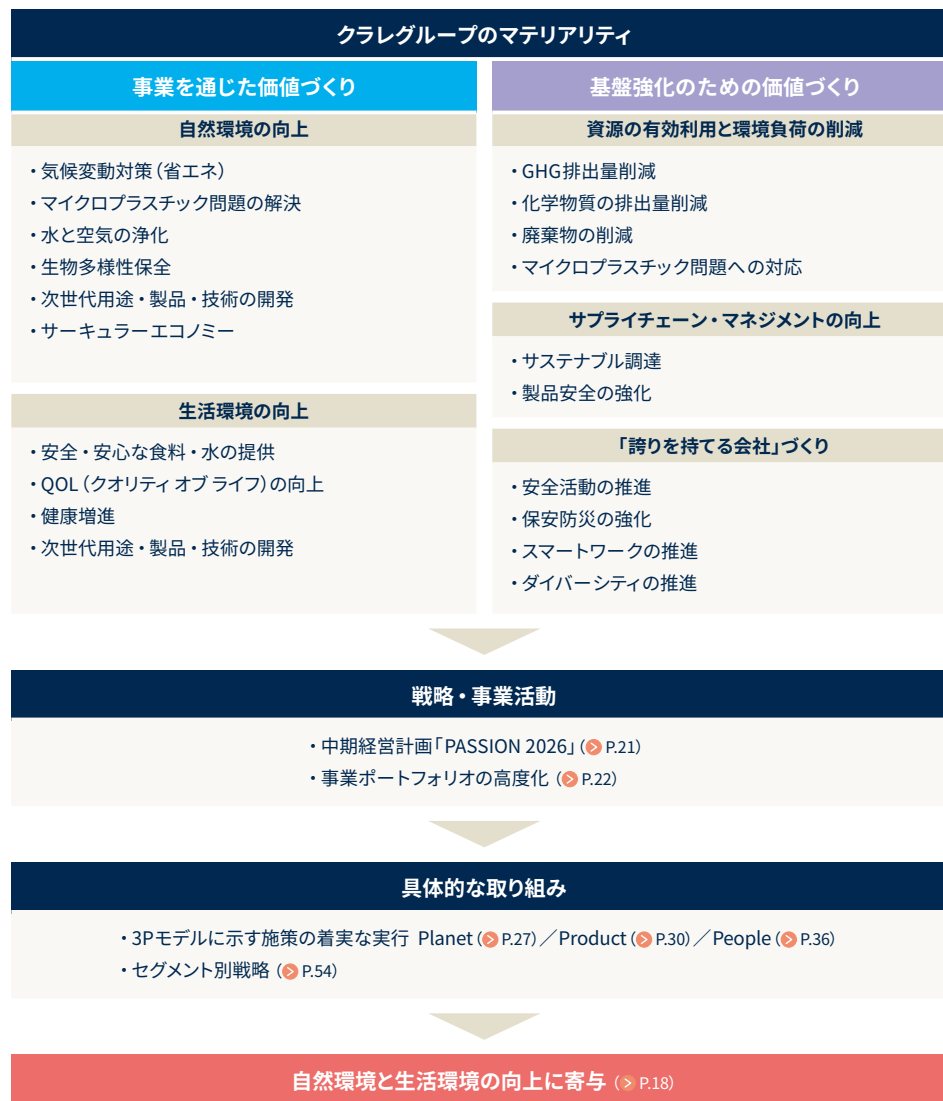 クラレグループのマテリアリティ
事業を通じた価値づくり
自然環境の向上
・気候変動対策(省エネ)
・マイクロプラスチック問題の解決
・水と空気の浄化
・生物多様性保全
・次世代用途・製品・技術の開発
・サーキュラーエコノミー
生活環境の向上
・安全・安心な食料・水の提供
・QOL(クオリティ オブ ライフ)の向上
・健康増進
・次世代用途・製品・技術の開発
基盤強化のための価値づくり
資源の有効利用と環境負荷の削減
・GHG排出量削減
・化学物質の排出量削減
・廃棄物の削減
・マイクロプラスチック問題への対応
サプライチェーン・マネジメントの向上
・サステナブル調達
・製品安全の強化
「誇りを持てる会社」づくり
・安全活動の推進
・保安防災の強化
・スマートワークの推進
・ダイバーシティの推進
戦略・事業活動
・中期経営計画「PASSION 2026」(P.21)
・事業ポートフォリオの高度化(P.22)
具体的な取り組み
・3Pモデルに示す施策の着実な実行 Planet(P.27)/Product(P.30)/People(P.36)
・セグメント別戦略(P.54)
自然環境と生活環境の向上に寄与(P.18)